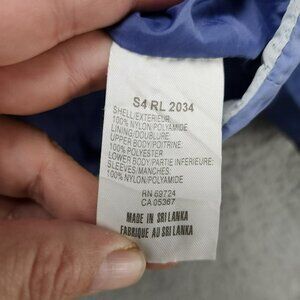 S4 RL 2034
SHELL/EXTERIEUR:
100% NYLON/POLYAMIDE
LINING/DOUBLURE:
UPPER BODY/POITRINE:
100% POLYESTER
LOWER BODY/PARTIE INFERIEURE:
SLEEVES/MANCHES:
100% NYLON/POLYAMIDE
RN 69724
CA 05367
MADE IN SRI LANKA
FABRIQUE AU SRI LANKA